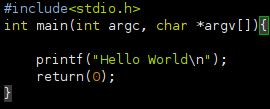 #include<stdio.h>
int main(int argc, char *argv[]){
    printf("Hello World\n");
    return(0);
}